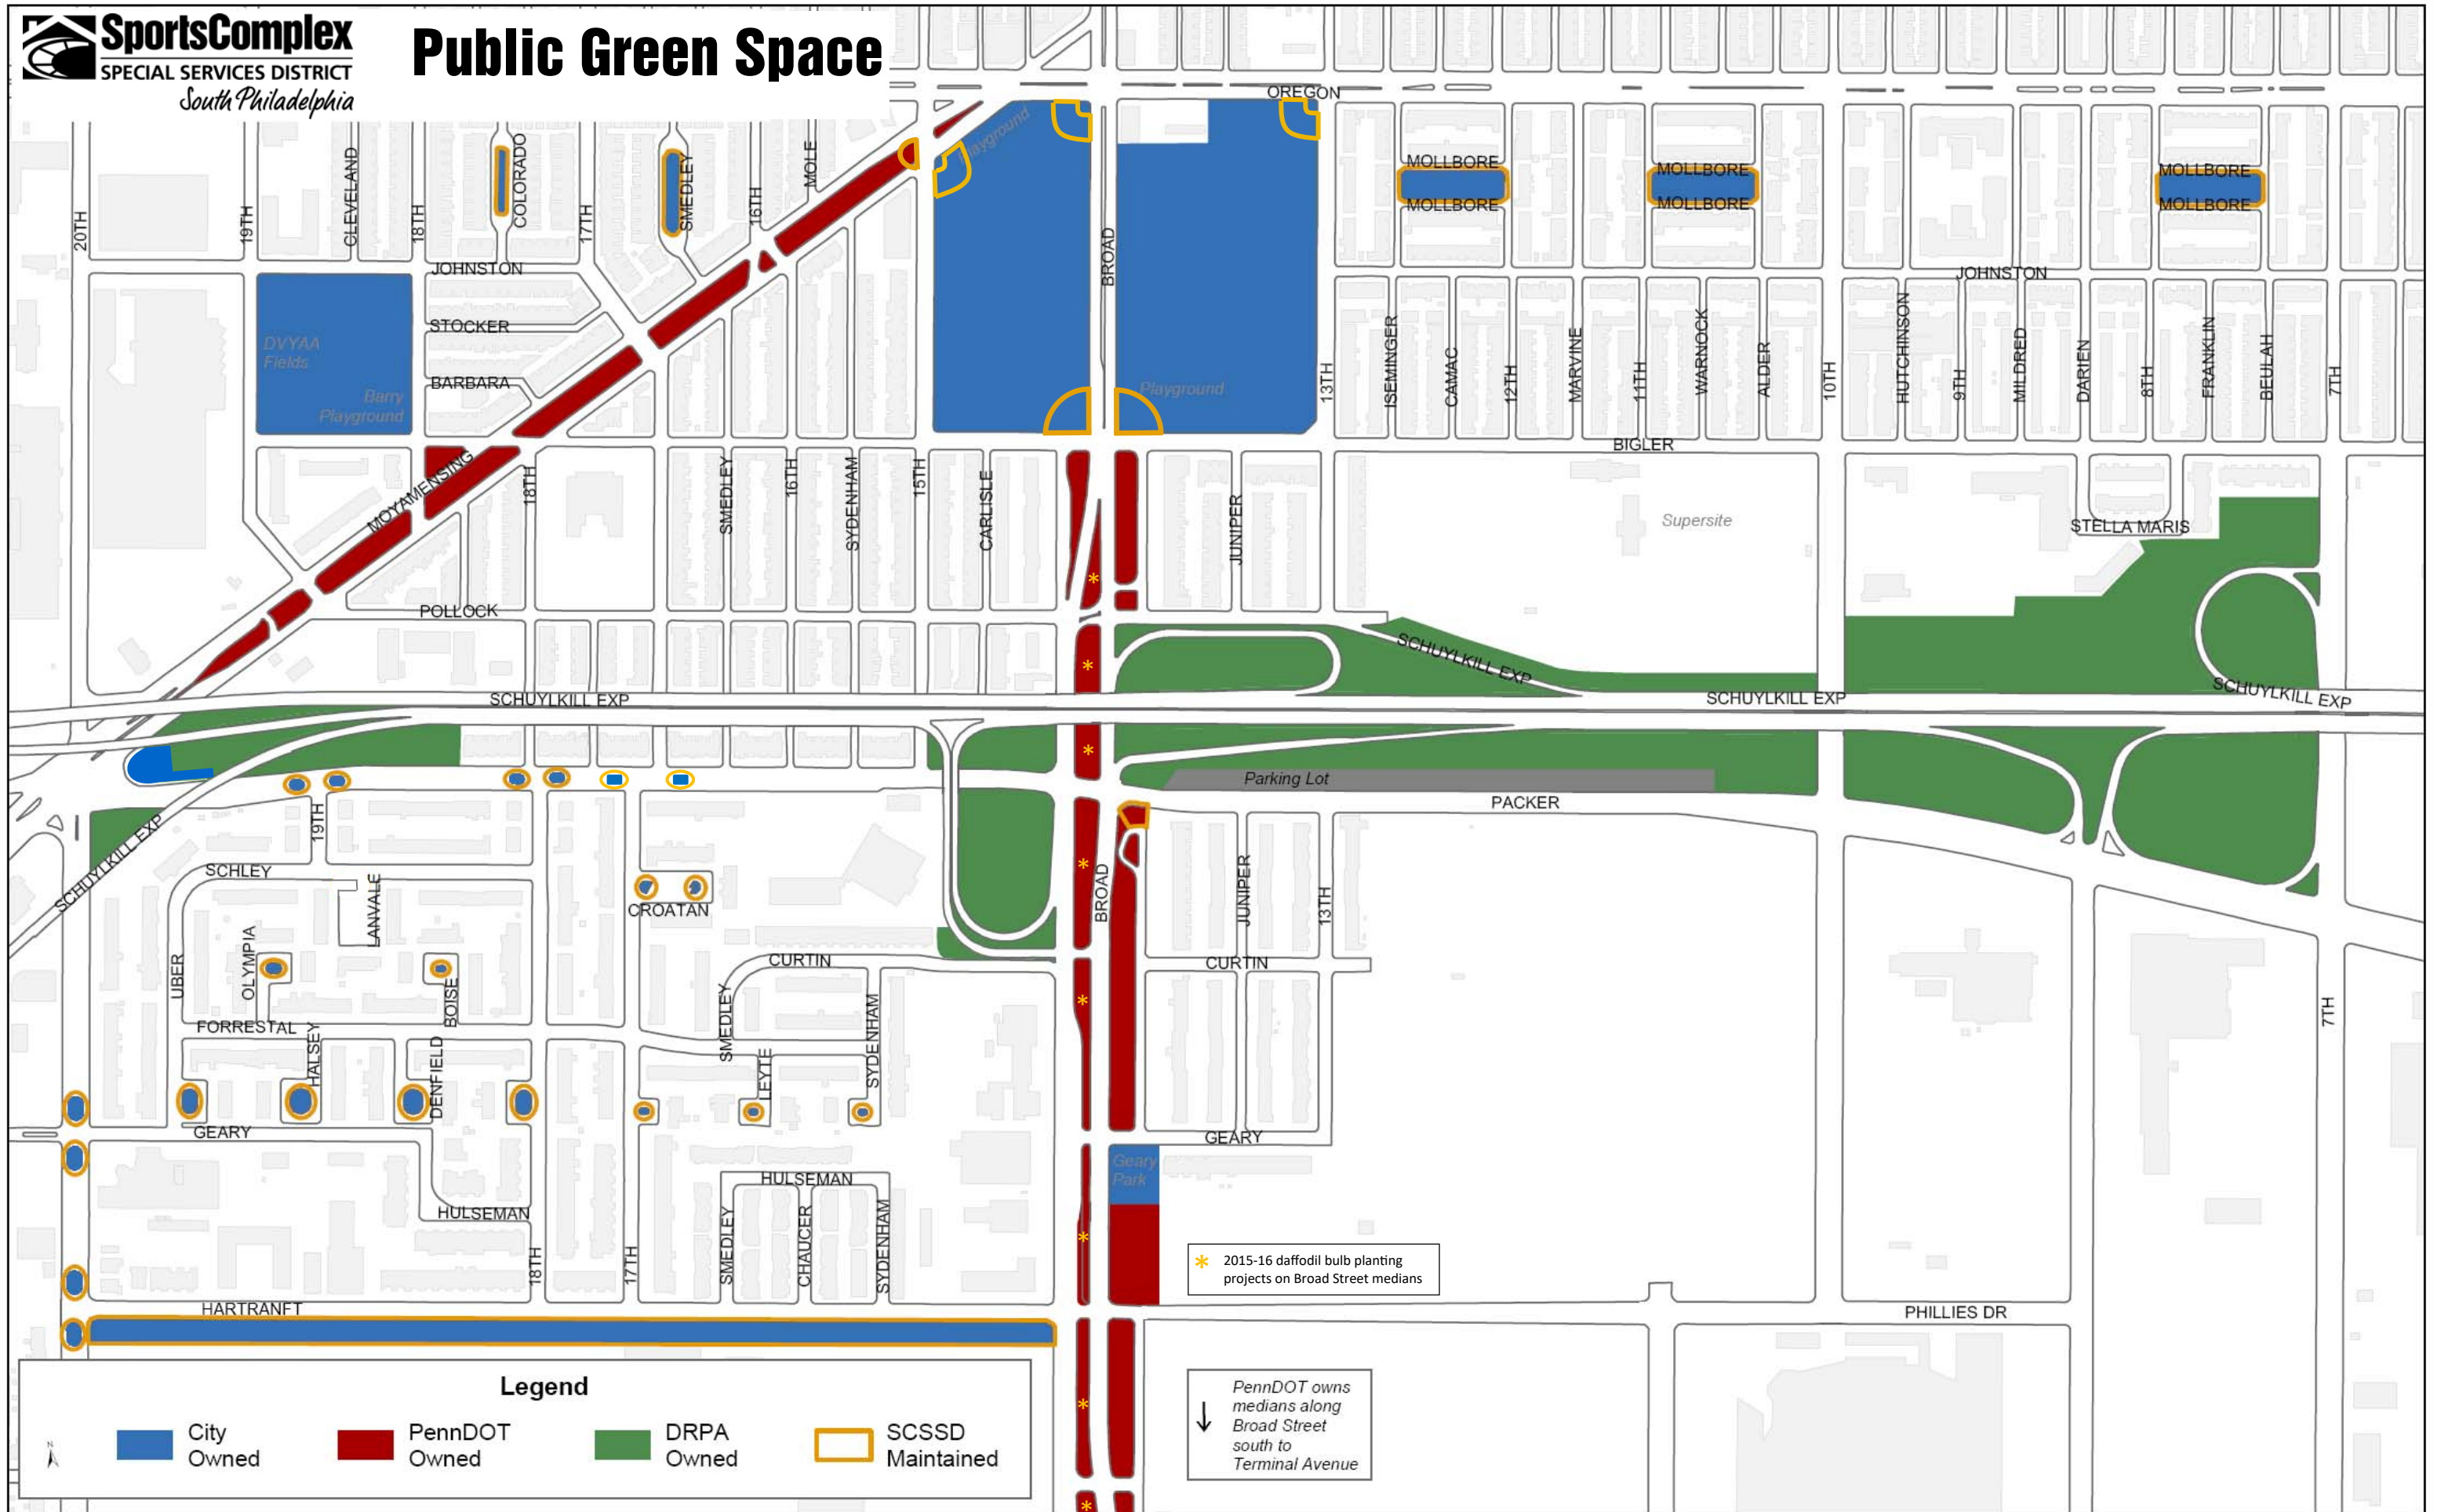 SportsComplex
SPECIAL SERVICES DISTRICT
South Philadelphia
Public Green Space
OREGON
Playground
MOLLBORE
MOLLBORE
MOLLBORE
MOLLBORE
MOLLBORE
MOLLBORE
20TH
19TH
CLEVELAND
18TH
COLORADO
17TH
SMEDLEY
16TH
MOLE
BROAD
JOHNSTON
JOHNSTON
STOCKER
BARBARA
DVYAA
Fields
Barry
Playground
Playground
13TH
ISEMINGER
CAMAC
12TH
MARVINE
11TH
WARNOCK
ALDER
10TH
HUTCHINSON
9TH
MILDRED
DARIEN
8TH
FRANKLIN
BEULAH
7TH
BIGLER
MOYAMENSING
18TH
SMEDLEY
16TH
SYDENHAM
15TH
CARLISLE
JUNIPER
Supersite
STELLA MARIS
*
POLLOCK
SCHUYLKILL EXP
*
SCHUYLKILL EXP
SCHUYLKILL EXP
SCHUYLKILL EXP
*
Parking Lot
PACKER
SCHUYLKILL EXP
19TH
SCHLEY
LANVALE
CROATAN
*
BROAD
JUNIPER
13TH
UBER
OLYMPIA
BOISE
CURTIN
CURTIN
SMEDLEY
SYDENHAM
*
7TH
FORRESTAL
HALSEY
DENFIELD
LEYTE
GEARY
GEARY
Geary
Park
HULSEMAN
HULSEMAN
18TH
17TH
SMEDLEY
CHAUCER
SYDENHAM
*
* 2015-16 daffodil bulb planting
projects on Broad Street medians
HARTRANFT
PHILLIES DR
Legend
City
Owned
PennDOT
Owned
DRPA
Owned
SCSSD
Maintained
N
*
PennDOT owns
medians along
Broad Street
south to
Terminal Avenue
*